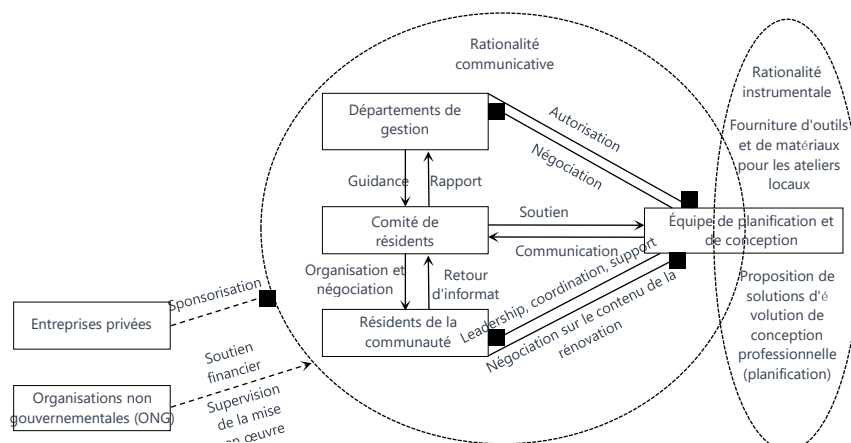 Rationalité
communicative
Rationalité
instrumentale
Départements de
gestion
Autorisation
Négociation
Fourniture d'outils
et de matériaux
pour les ateliers
locaux
Guidance
Rapport
Comité de
résidents
Soutien
Communication
Équipe de planification et
de conception
Organisation et
négociation
Retour
d'informat
Leadership, coordination, support
Négociation sur le contenu de la
rénovation
Proposition de
solutions d'é
volution de
conception
professionnelle
(planification)
Sponsorisation
Entreprises privées
Résidents de la
communauté
Soutien
financier
Organisations non
gouvernementales (ONG)
Supervision
de la mise
en œuvre